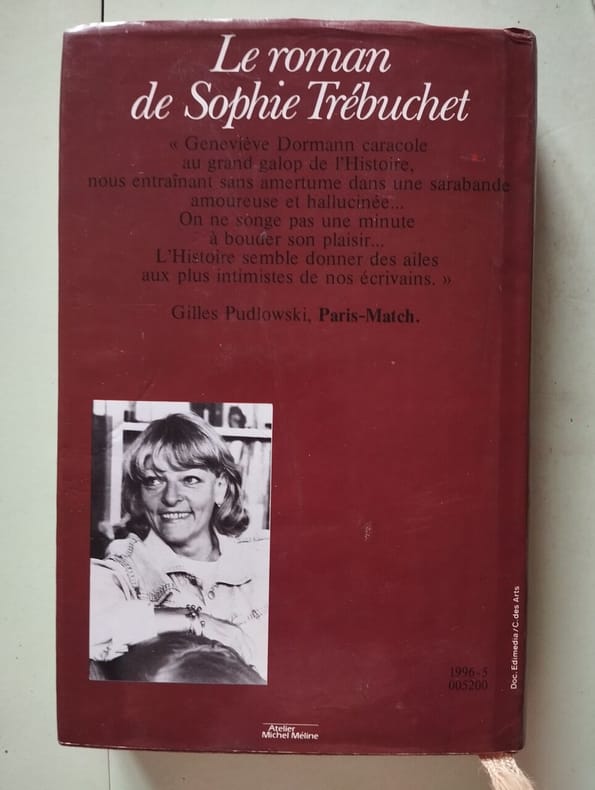 Le roman
de Sophie Trébuchet
« Geneviève Dormann caracole
au grand galop de l'Histoire,
nous entraînant sans amertume dans une sarabande
amoureuse et hallucinée...
On ne songe pas une minute
à bouder son plaisir...
L'Histoire semble donner des ailes
aux plus intimistes de nos écrivains. »
Gilles Pudlowski, Paris-Match.
Doc. Edimedia/C. des Arts
1996-5
005200
Atelier
Michel Méline